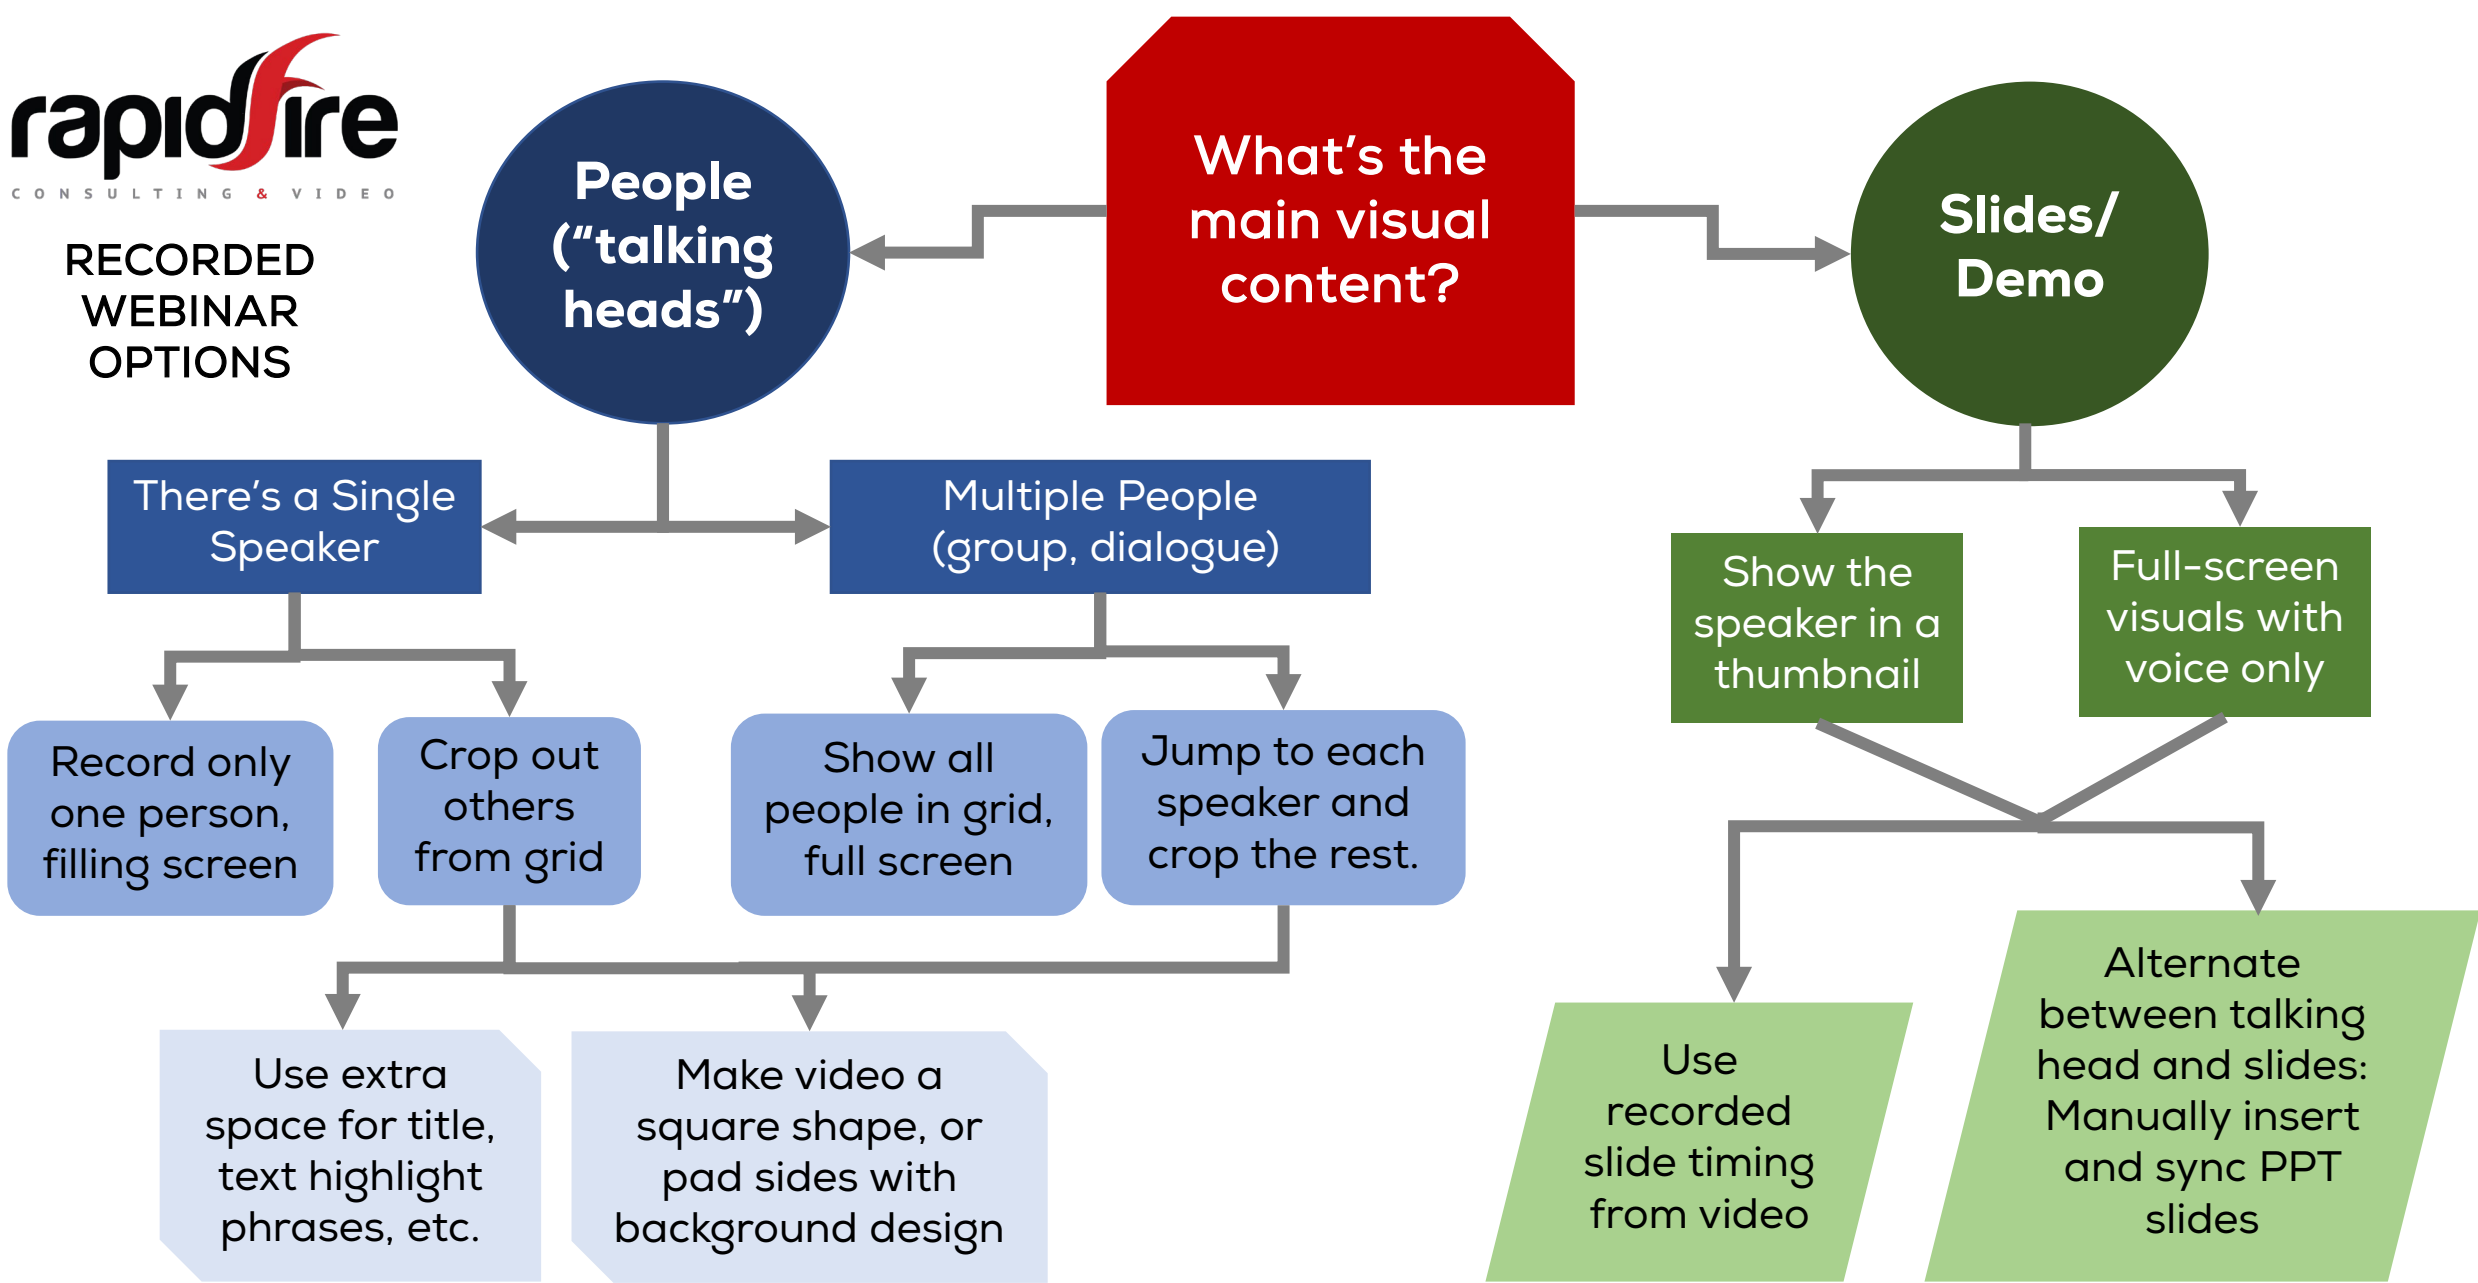 rapidfire
CONSULTING & VIDEO
RECORDED
WEBINAR
OPTIONS
What's the
main visual
content?
People
("talking
heads")
Slides/
Demo
There's a Single
Speaker
Multiple People
(group, dialogue)
Show the
speaker in a
thumbnail
Full-screen
visuals with
voice only
Record only
one person,
filling screen
Crop out
others
from grid
Show all
people in grid,
full screen
Jump to each
speaker and
crop the rest.
Use extra
space for title,
text highlight
phrases, etc.
Make video a
square shape, or
pad sides with
background design
Use
recorded
slide timing
from video
Alternate
between talking
head and slides:
Manually insert
and sync PPT
slides